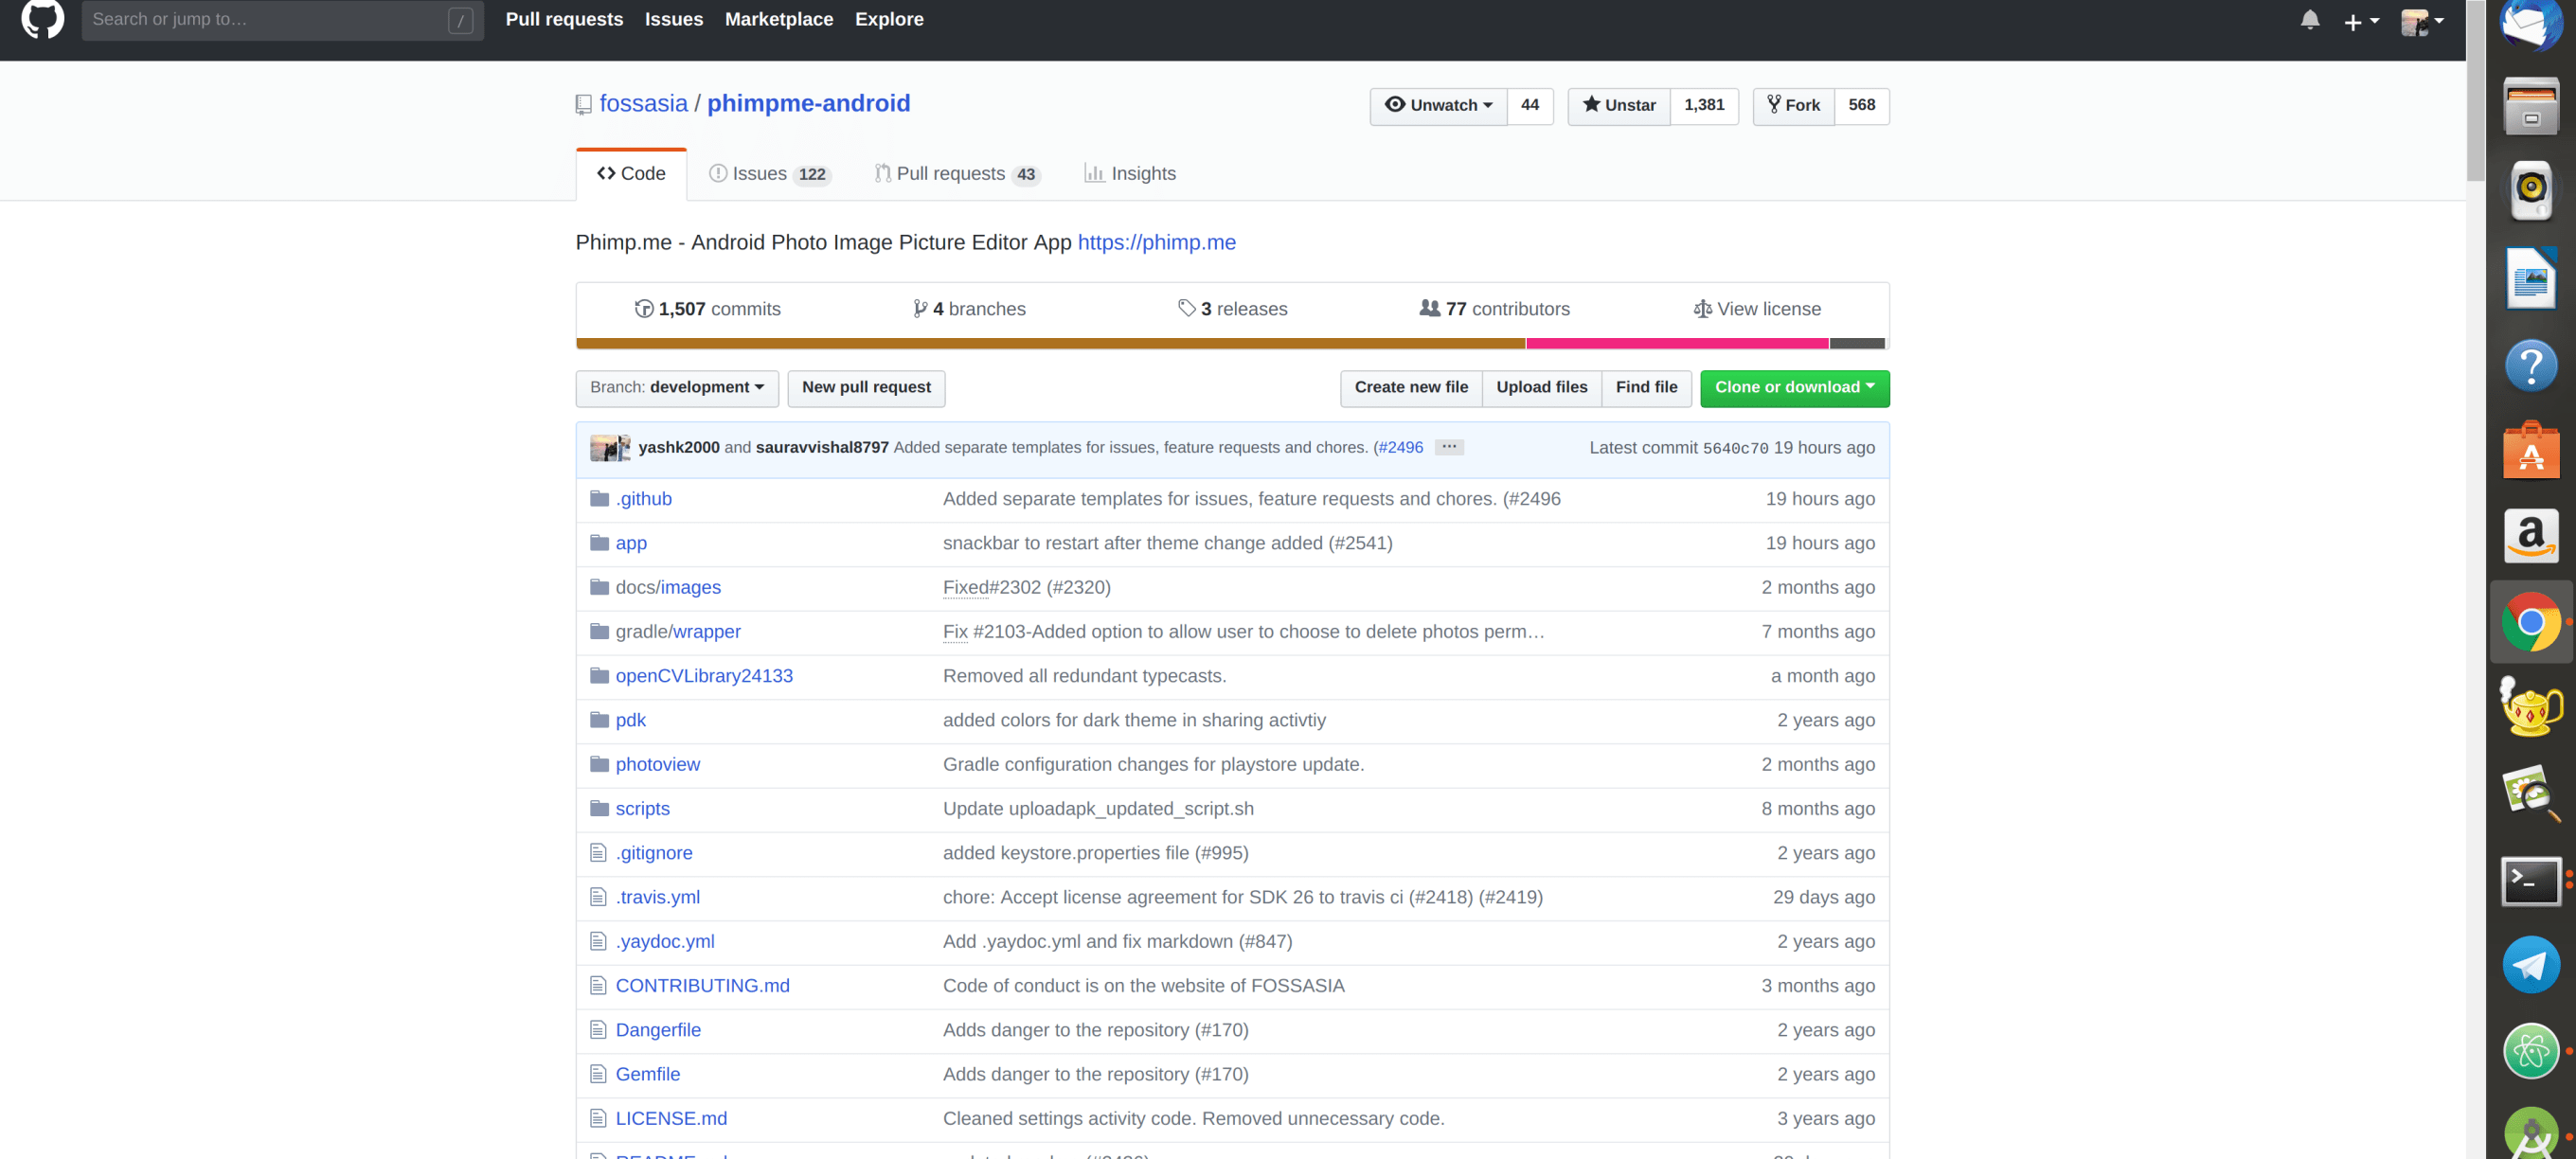 Search or jump to… /
Pull requests Issues Marketplace Explore
fossasia / phimpme-android
Unwatch 44 Unstar 1,381 Fork 568
Code Issues 122 Pull requests 43 Insights
Phimp.me - Android Photo Image Picture Editor App https://phimp.me
1,507 commits 4 branches 3 releases 77 contributors View license
Branch: development New pull request Create new file Upload files Find file Clone or download
yashk2000 and sauravvishal8797 Added separate templates for issues, feature requests and chores. (#2496 ... Latest commit 5640c70 19 hours ago
.github Added separate templates for issues, feature requests and chores. (#2496 19 hours ago
app snackbar to restart after theme change added (#2541) 19 hours ago
docs/images Fixed#2302 (#2320) 2 months ago
gradle/wrapper Fix #2103-Added option to allow user to choose to delete photos perm… 7 months ago
openCVLibrary24133 Removed all redundant typecasts. a month ago
pdk added colors for dark theme in sharing activtiy 2 years ago
photoview Gradle configuration changes for playstore update. 2 months ago
scripts Update uploadapk_updated_script.sh 8 months ago
.gitignore added keystore.properties file (#995) 2 years ago
.travis.yml chore: Accept license agreement for SDK 26 to travis ci (#2418) (#2419) 29 days ago
.yaydoc.yml Add .yaydoc.yml and fix markdown (#847) 2 years ago
CONTRIBUTING.md Code of conduct is on the website of FOSSASIA 3 months ago
Dangerfile Adds danger to the repository (#170) 2 years ago
Gemfile Adds danger to the repository (#170) 2 years ago
LICENSE.md Cleaned settings activity code. Removed unnecessary code. 3 years ago